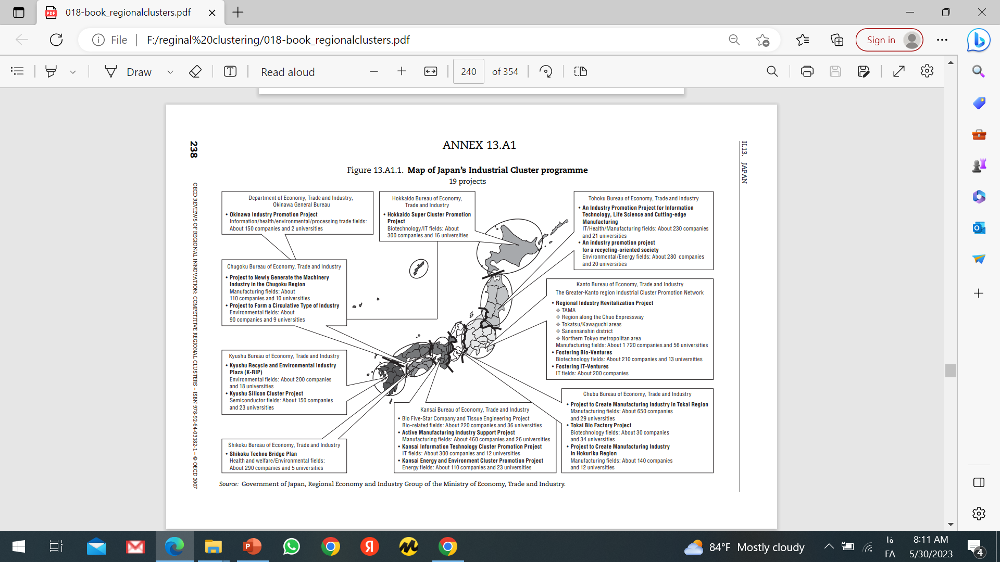 018-book_regionalclusters.pdf
File
F:/reginal%20clustering/018-book_regionalclusters.pdf
Sign in
Draw
Read aloud
240
of 354
238
OECD REVIEWS OF REGIONAL INNOVATION: COMPETITIVE REGIONAL CLUSTERS – ISBN 978-92-64-03182-1 – © OECD 2007
II.13. JAPAN
ANNEX 13.A1
Figure 13.A1.1. Map of Japan's Industrial Cluster programme
19 projects
Department of Economy, Trade and Industry,
Okinawa General Bureau
• Okinawa Industry Promotion Project
Information/health/environmental/processing trade fields:
About 150 companies and 2 universities
Hokkaido Bureau of Economy,
Trade and Industry
• Hokkaido Super Cluster Promotion
Project
Biotechnology/IT fields: About
300 companies and 16 universities
Tohoku Bureau of Economy, Trade and Industry
• An Industry Promotion Project for Information
Technology, Life Science and Cutting-edge
Manufacturing
IT/Health/Manufacturing fields: About 230 companies
and 21 universities
• An industry promotion project
for a recycling-oriented society
Environmental/Energy fields: About 280 companies
and 20 universities
Chugoku Bureau of Economy, Trade and Industry
• Project to Newly Generate the Machinery
Industry in the Chugoku Region
Manufacturing fields: About
110 companies and 10 universities
• Project to Form a Circulative Type of Industry
Environmental fields: About
90 companies and 9 universities
Kanto Bureau of Economy, Trade and Industry
The Greater-Kanto region Industrial Cluster Promotion Network
• Regional Industry Revitalization Project
❖ TAMA
❖ Region along the Chuo Expressway
❖ Tokatsu/Kawaguchi areas
❖ Sanennanshin district
❖ Northern Tokyo metropolitan area
Manufacturing fields: About 1 720 companies and 56 universities
• Fostering Bio-Ventures
Biotechnology fields: About 210 companies and 13 universities
• Fostering IT-Ventures
IT fields: About 200 companies
Kyushu Bureau of Economy, Trade and Industry
• Kyushu Recycle and Environmental Industry
Plaza (K-RIP)
Environmental fields: About 200 companies
and 18 universities
• Kyushu Silicon Cluster Project
Semiconductor fields: About 150 companies
and 23 universities
Chubu Bureau of Economy, Trade and Industry
• Project to Create Manufacturing Industry in Tokai Region
Manufacturing fields: About 650 companies
and 29 universities
• Tokai Bio Factory Project
Biotechnology fields: About 30 companies
and 34 universities
• Project to Create Manufacturing Industry
in Hokuriku Region
Manufacturing fields: About 140 companies
and 12 universities
Kansai Bureau of Economy, Trade and Industry
• Bio Five-Star Company and Tissue Engineering Project
Bio-related fields: About 220 companies and 36 universities
• Active Manufacturing Industry Support Project
Manufacturing fields: About 460 companies and 26 universities
• Kansai Information Technology Cluster Promotion Project
IT fields: About 300 companies and 12 universities
• Kansai Energy and Environment Cluster Promotion Project
Energy fields: About 110 companies and 23 universities
Shikoku Bureau of Economy, Trade and Industry
• Shikoku Techno Bridge Plan
Health and welfare/Environmental fields:
About 290 companies and 5 universities
Source: Government of Japan, Regional Economy and Industry Group of the Ministry of Economy, Trade and Industry.
84°F Mostly cloudy
فا
FA
8:11 AM
5/30/2023
4